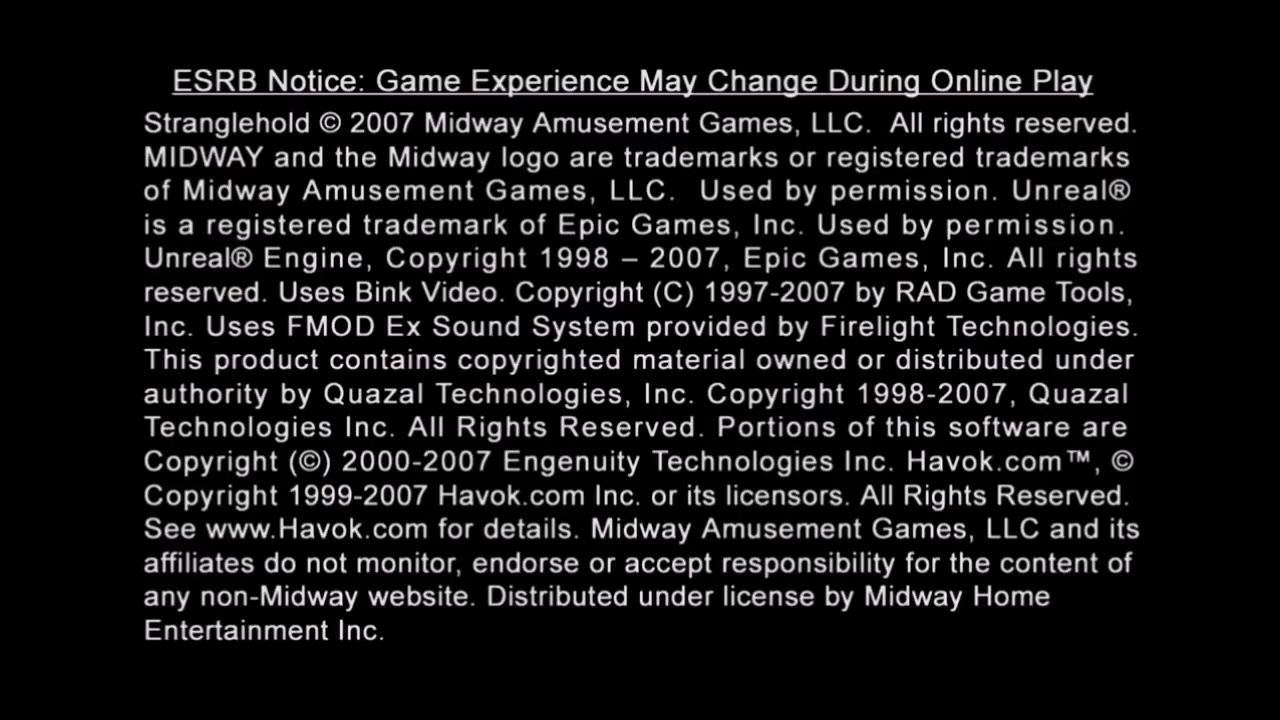 ESRB Notice: Game Experience May Change During Online Play
Stranglehold © 2007 Midway Amusement Games, LLC.  All rights reserved.
MIDWAY and the Midway logo are trademarks or registered trademarks
of Midway Amusement Games, LLC.  Used by permission. Unreal®
is a registered trademark of Epic Games, Inc. Used by permission.
Unreal® Engine, Copyright 1998 – 2007, Epic Games, Inc. All rights
reserved. Uses Bink Video. Copyright (C) 1997-2007 by RAD Game Tools,
Inc. Uses FMOD Ex Sound System provided by Firelight Technologies.
This product contains copyrighted material owned or distributed under
authority by Quazal Technologies, Inc. Copyright 1998-2007, Quazal
Technologies Inc. All Rights Reserved. Portions of this software are
Copyright (©) 2000-2007 Engenuity Technologies Inc. Havok.com™, ©
Copyright 1999-2007 Havok.com Inc. or its licensors. All Rights Reserved.
See www.Havok.com for details. Midway Amusement Games, LLC and its
affiliates do not monitor, endorse or accept responsibility for the content of
any non-Midway website. Distributed under license by Midway Home
Entertainment Inc.